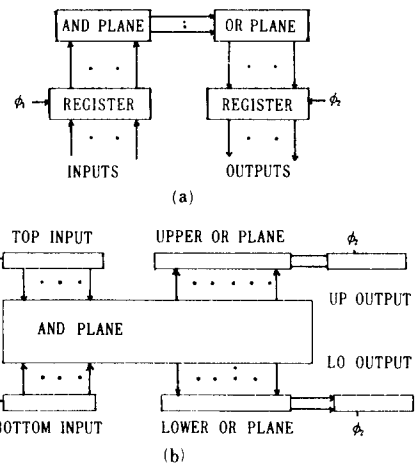 AND PLANE OR PLANE
ϕ₁ REGISTER REGISTER ϕ₂
INPUTS OUTPUTS
(a)
TOP INPUT UPPER OR PLANE ϕ₂
UP OUTPUT
AND PLANE
LO OUTPUT
BOTTOM INPUT LOWER OR PLANE ϕ₂
(b)